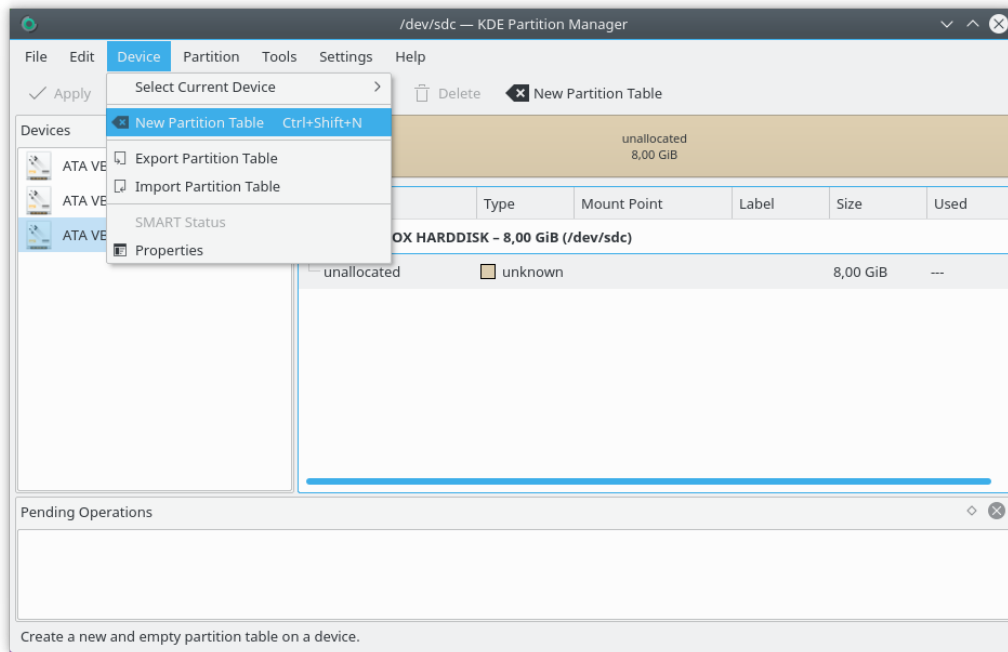 /dev/sdc — KDE Partition Manager
File Edit Device Partition Tools Settings Help
Apply Delete New Partition Table
Select Current Device
New Partition Table Ctrl+Shift+N
Export Partition Table
Import Partition Table
SMART Status
Properties
Devices
ATA VE
ATA VE
ATA VE
unallocated
8,00 GiB
Type Mount Point Label Size Used
OX HARDDISK – 8,00 GiB (/dev/sdc)
unallocated unknown 8,00 GiB ---
Pending Operations
Create a new and empty partition table on a device.